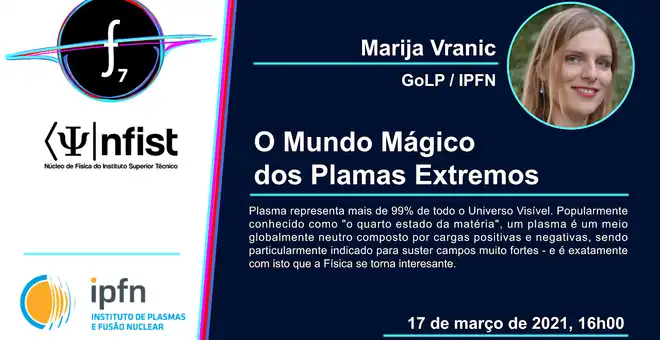 f
7
⟨Ψ|nfist
Núcleo de Física do Instituto Superior Técnico
ipfn
INSTITUTO DE PLASMAS
E FUSÃO NUCLEAR
Marija Vranic
GoLP / IPFN
O Mundo Mágico
dos Plamas Extremos
Plasma representa mais de 99% de todo o Universo Visível. Popularmente
conhecido como "o quarto estado da matéria", um plasma é um meio
globalmente neutro composto por cargas positivas e negativas, sendo
particularmente indicado para suster campos muito fortes - e é exatamente
com isto que a Física se torna interesante.
17 de março de 2021, 16h00